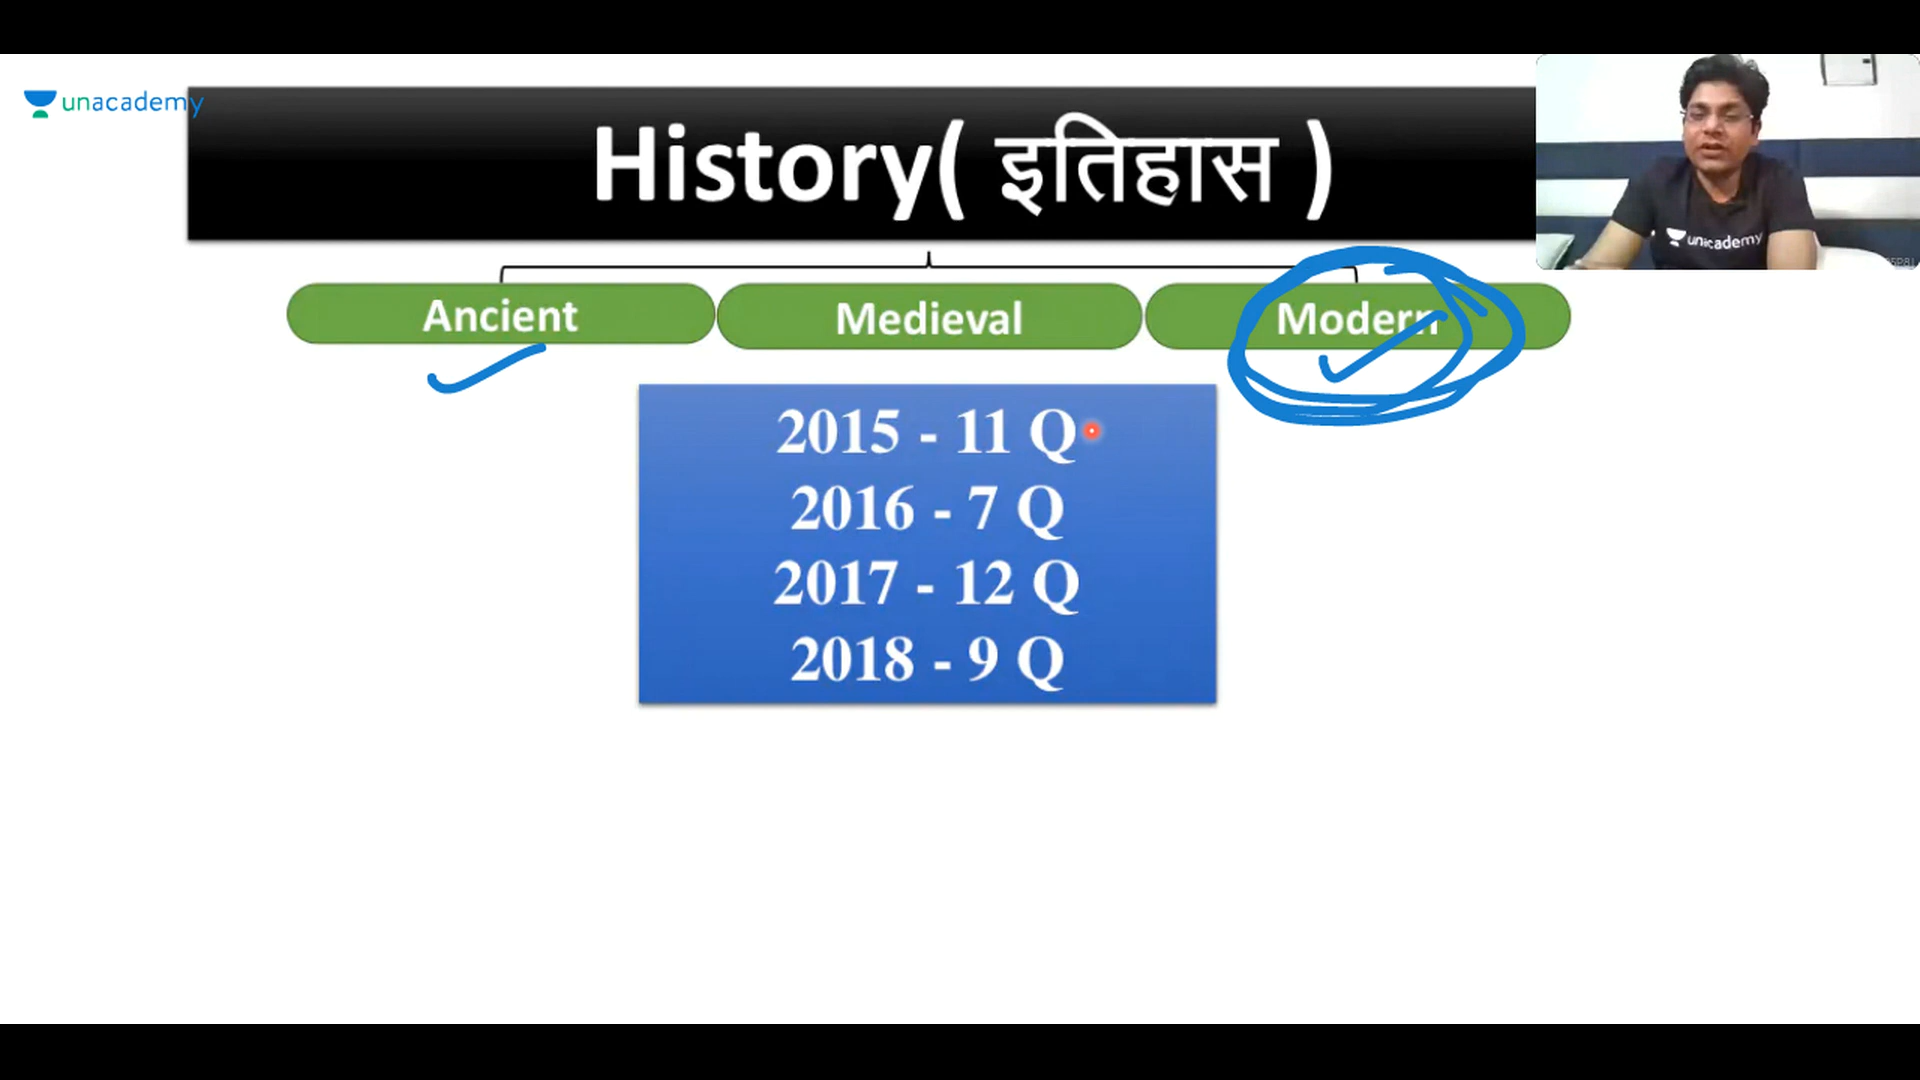 unacademy
History( इतिहास )
unacademy
Ancient
Medieval
Modern
2015 - 11 Q
2016 - 7 Q
2017 - 12 Q
2018 - 9 Q